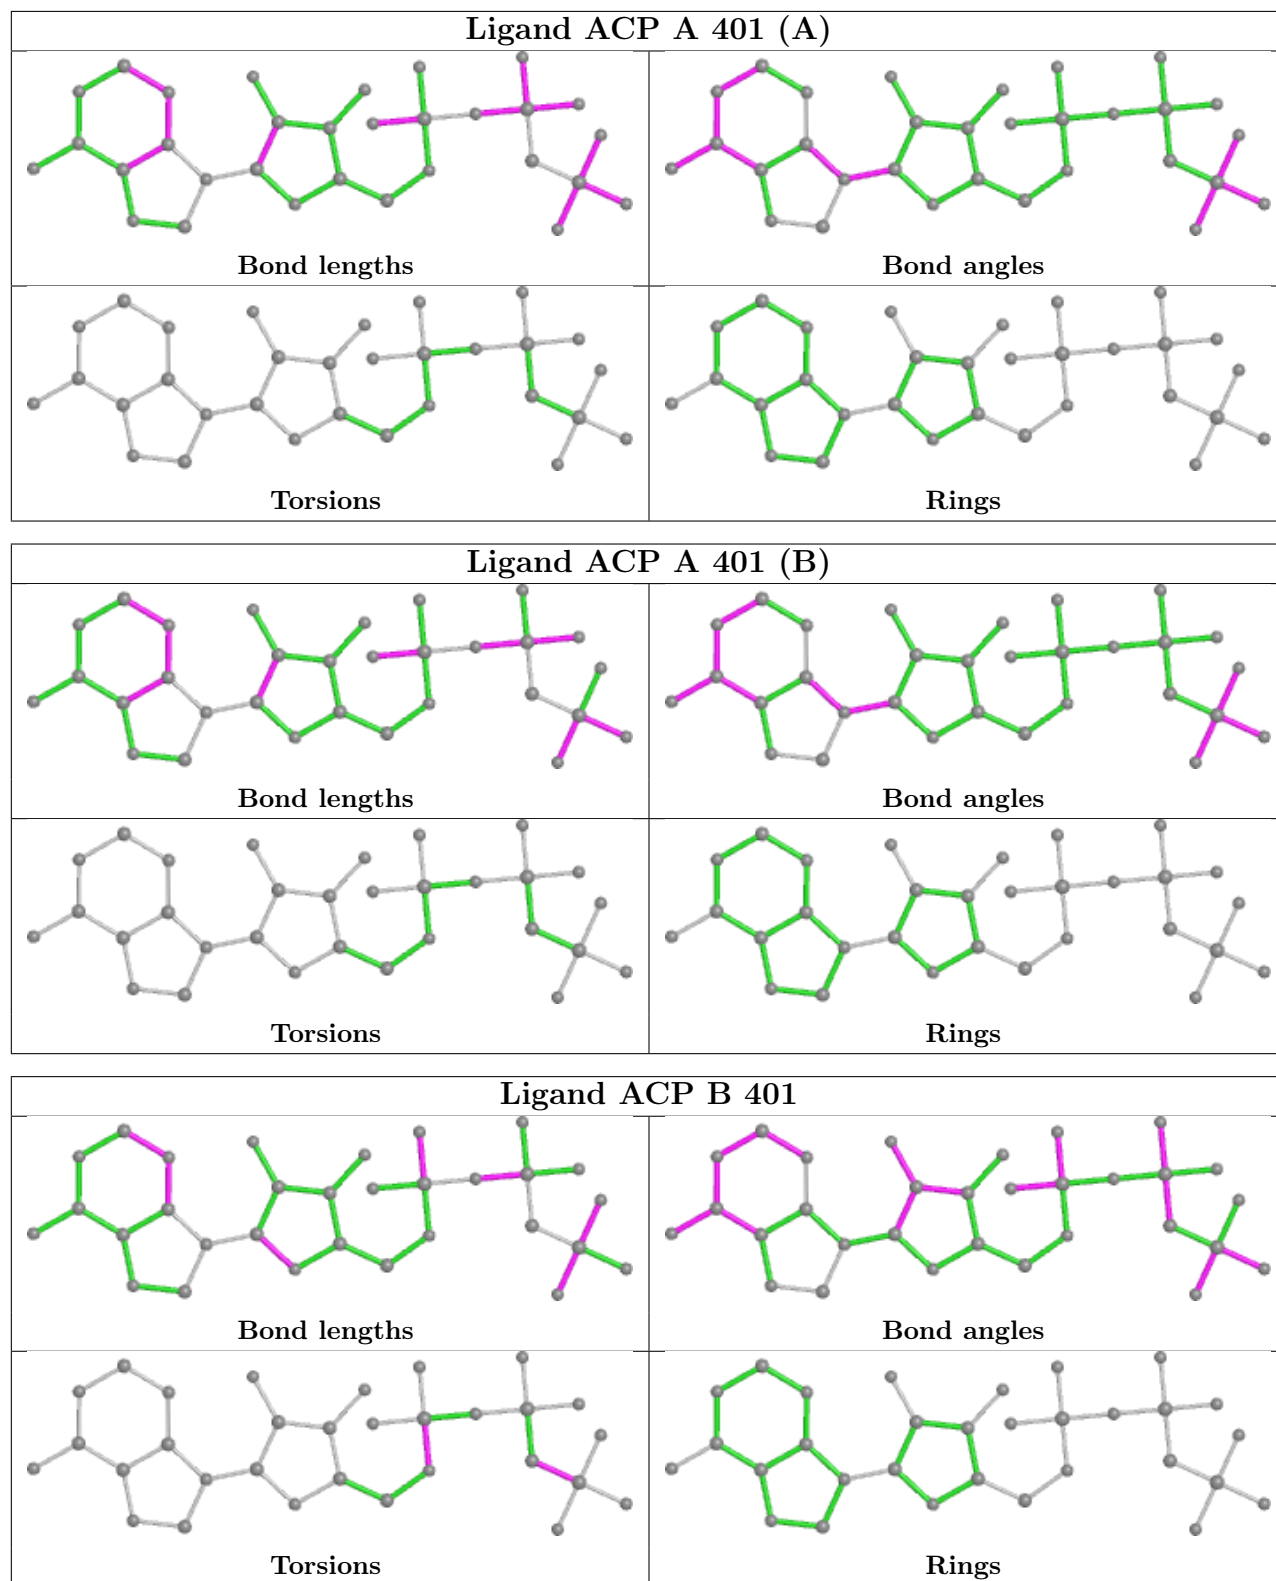 Ligand ACP A 401 (A)
Bond lengths
Bond angles
Torsions
Rings
Ligand ACP A 401 (B)
Bond lengths
Bond angles
Torsions
Rings
Ligand ACP B 401
Bond lengths
Bond angles
Torsions
Rings